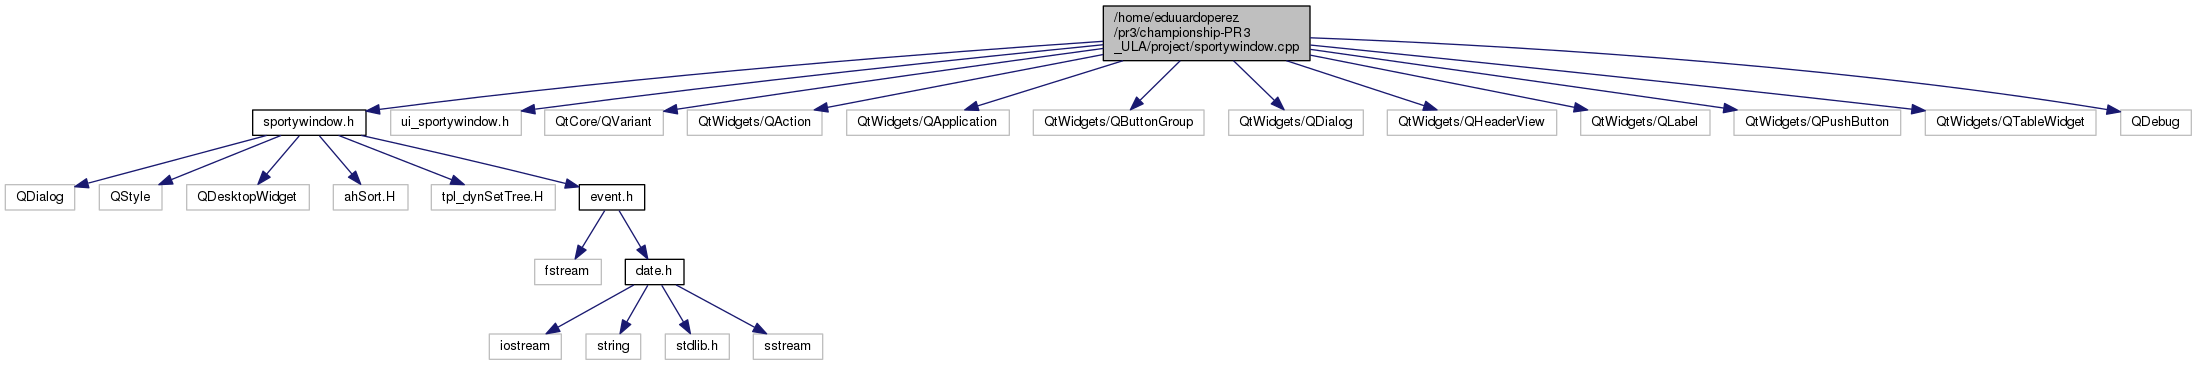 /home/eduuardoperez
/pr3/championship-PR3
_ULA/project/sportywindow.cpp
sportywindow.h
ui_sportywindow.h
QtCore/QVariant
QtWidgets/QAction
QtWidgets/QApplication
QtWidgets/QButtonGroup
QtWidgets/QDialog
QtWidgets/QHeaderView
QtWidgets/QLabel
QtWidgets/QPushButton
QtWidgets/QTableWidget
QDebug
QDialog
QStyle
QDesktopWidget
ahSort.H
tpl_dynSetTree.H
event.h
fstream
date.h
iostream
string
stdlib.h
sstream